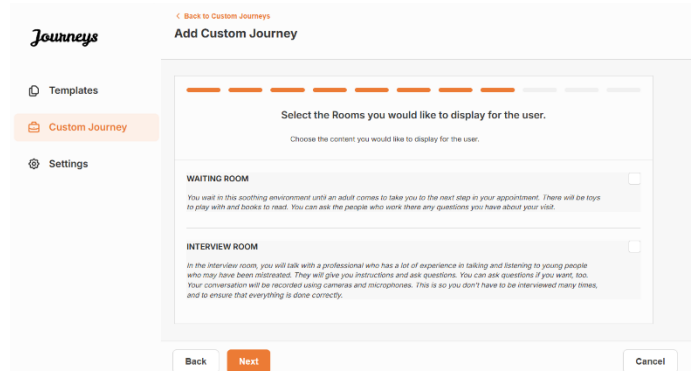 < Back to Custom Journeys
Journeys
Add Custom Journey
Templates
Custom Journey
Settings
Select the Rooms you would like to display for the user.
Choose the content you would like to display for the user.
WAITING ROOM
You wait in this soothing environment until an adult comes to take you to the next step in your appointment. There will be toys
to play with and books to read. You can ask the people who work there any questions you have about your visit.
INTERVIEW ROOM
In the interview room, you will talk with a professional who has a lot of experience in talking and listening to young people
who may have been mistreated. They will give you instructions and ask questions. You can ask questions if you want, too.
Your conversation will be recorded using cameras and microphones. This is so you don't have to be interviewed many times,
and to ensure that everything is done correctly.
Back
Next
Cancel